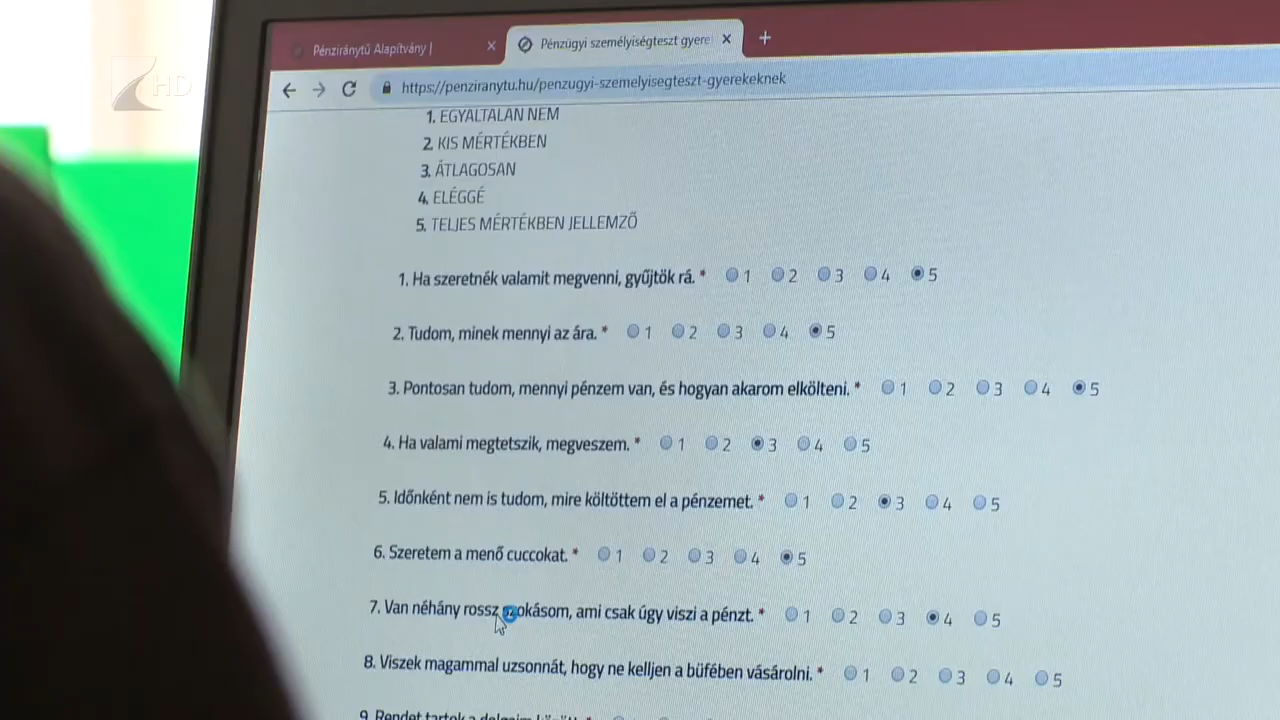 Pénziránytű Alapítvány |
Pénzügyi személyiségteszt gyere
https://penziranytu.hu/penzugyi-szemelyisegteszt-gyerekeknek
HD
1. EGYÁLTALÁN NEM
2. KIS MÉRTÉKBEN
3. ÁTLAGOSAN
4. ELÉGGÉ
5. TELJES MÉRTÉKBEN JELLEMZŐ
1. Ha szeretnék valamit megvenni, gyűjtök rá. * 1 2 3 4 5
2. Tudom, minek mennyi az ára. * 1 2 3 4 5
3. Pontosan tudom, mennyi pénzem van, és hogyan akarom elkölteni. * 1 2 3 4 5
4. Ha valami megtetszik, megveszem. * 1 2 3 4 5
5. Időnként nem is tudom, mire költöttem el a pénzemet. * 1 2 3 4 5
6. Szeretem a menő cuccokat. * 1 2 3 4 5
7. Van néhány rossz szokásom, ami csak úgy viszi a pénzt. * 1 2 3 4 5
8. Viszek magammal uzsonnát, hogy ne kelljen a büfében vásárolni. * 1 2 3 4 5
9. Rendet tartok a dolgaim